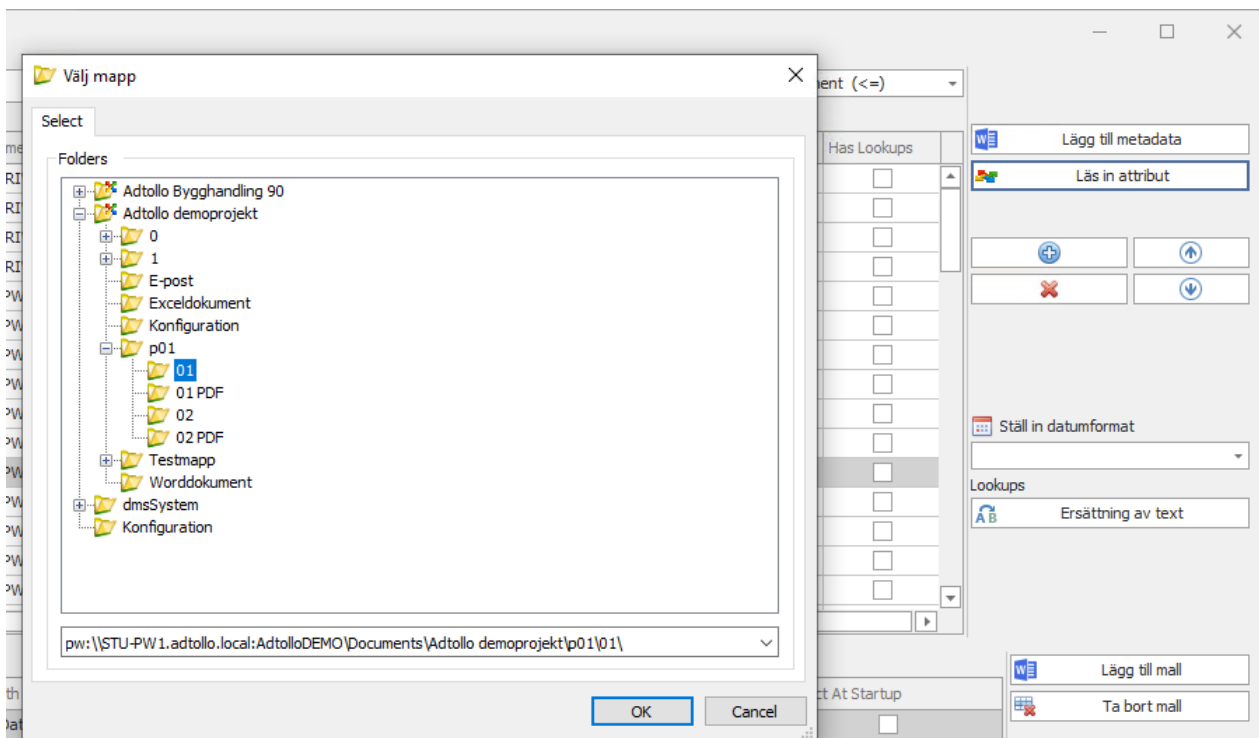 Välj mapp
Select
Folders
Adtollo Bygghandling 90
Adtollo demoprojekt
0
1
E-post
Exceldokument
Konfiguration
p01
01
01 PDF
02
02 PDF
Testmapp
Worddokument
dmsSystem
Konfiguration
pw:\\STU-PW1.adtollo.local:AdtolloDEMO\Documents\Adtollo demoprojekt\p01\01\
OK
Cancel
(<=)
Has Lookups
At Startup
Lägg till metadata
Läs in attribut
Ställ in datumformat
Lookups
A B
Ersättning av text
Lägg till mall
Ta bort mall